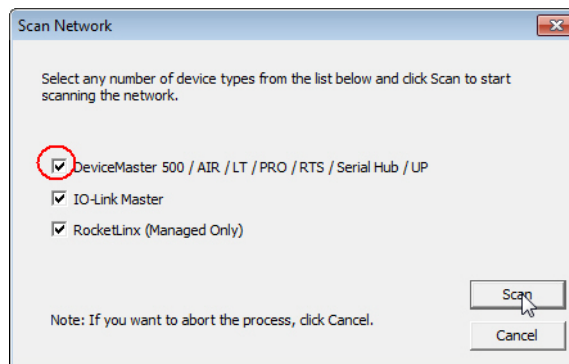 Scan Network
Select any number of device types from the list below and click Scan to start
scanning the network.
DeviceMaster 500 / AIR / LT / PRO / RTS / Serial Hub / UP
IO-Link Master
RocketLinx (Managed Only)
Scan
Note: If you want to abort the process, click Cancel.
Cancel